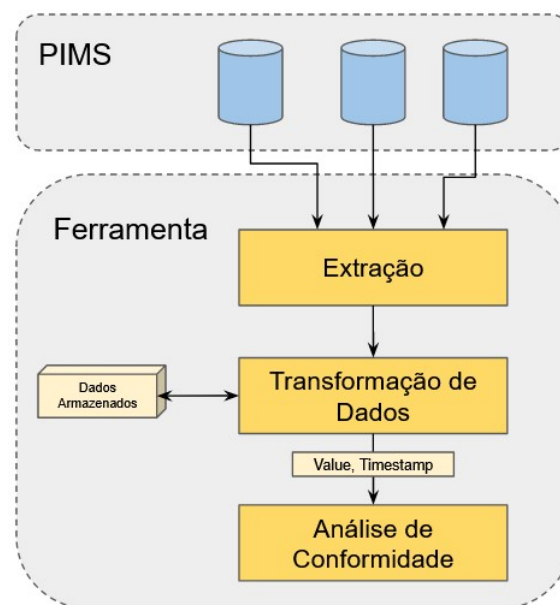 PIMS
Ferramenta
Extração
Transformação de
Dados
Dados
Armazenados
Value, Timestamp
Análise de
Conformidade